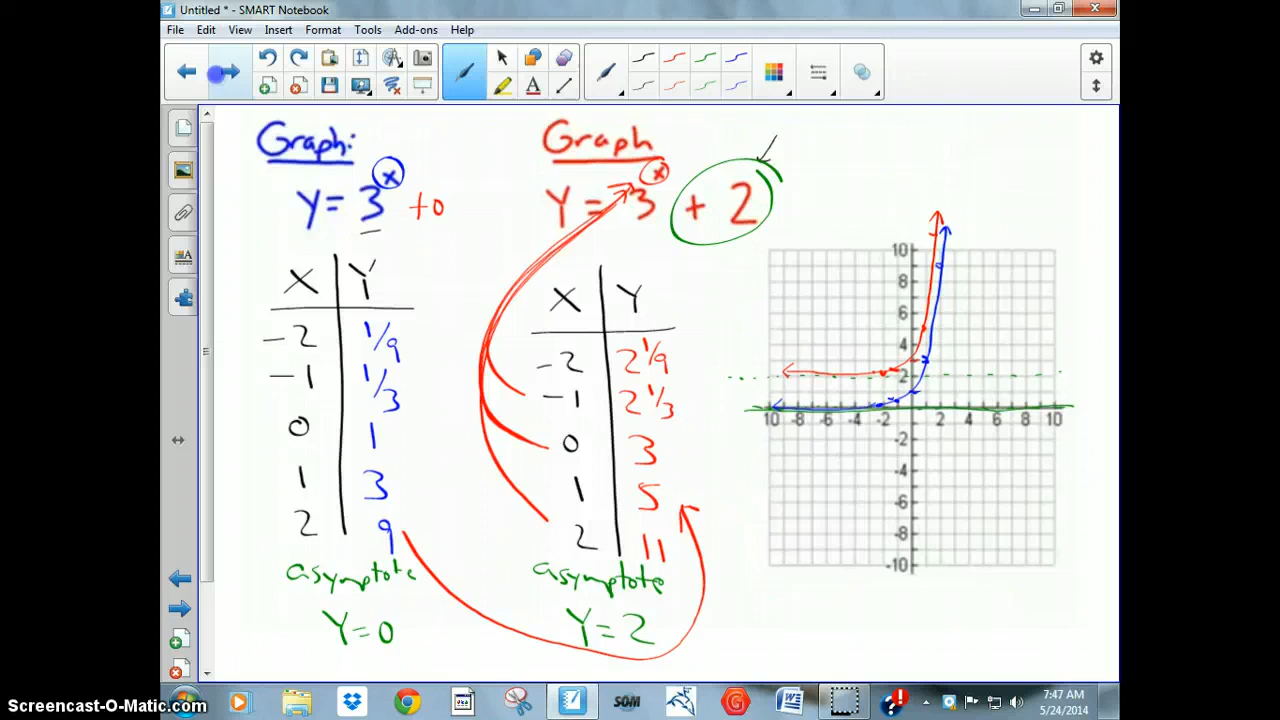 Untitled * - SMART Notebook
File Edit View Insert Format Tools Add-ons Help
Graph:
y = 3^x +0
X Y
-2 1/9
-1 1/3
0 1
1 3
2 9
asymptote
Y=0
Graph
Y = 3^x + 2
X Y
-2 2 1/9
-1 2 1/3
0 3
1 5
2 11
asymptote
Y=2
10
8
6
4
2
10 -8 -6 -4 -2 2 4 6 8 10
-2
-4
-6
-8
-10
SOM
7:47 AM
5/24/2014
Screencast-O-Matic.com